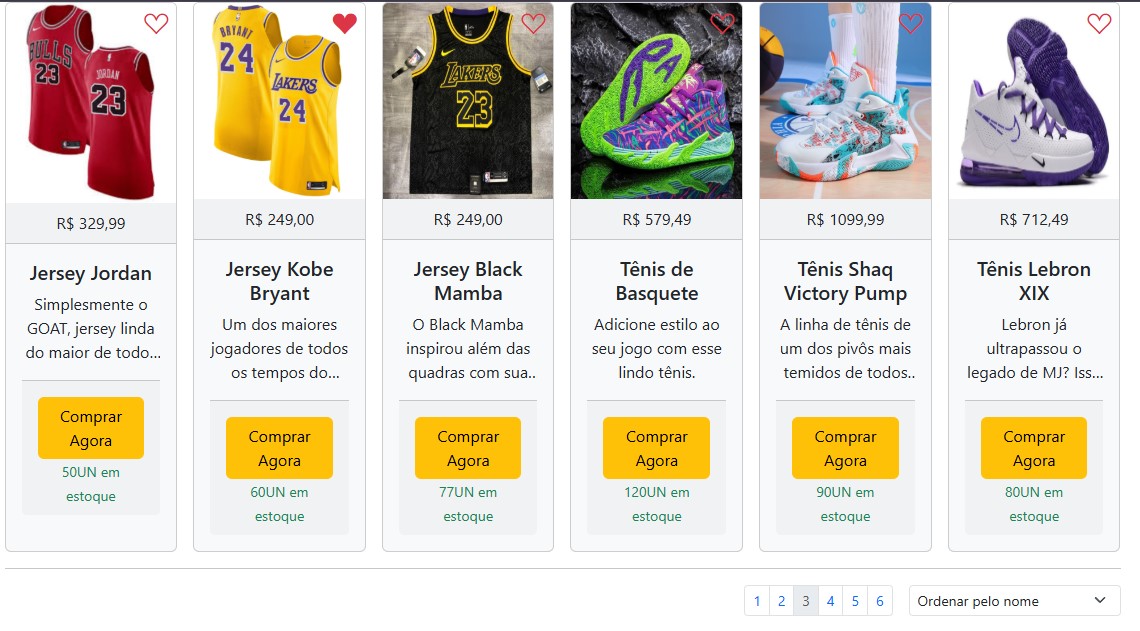 BULLS
23
JORDAN
23
R$ 329,99
Jersey Jordan
Simplesmente o
GOAT, jersey linda
do maior de todo...
Comprar
Agora
50UN em
estoque
BRYANT
24
LAKERS
24
R$ 249,00
Jersey Kobe
Bryant
Um dos maiores
jogadores de todos
os tempos do...
Comprar
Agora
60UN em
estoque
LAKERS
23
R$ 249,00
Jersey Black
Mamba
O Black Mamba
inspirou além das
quadras com sua..
Comprar
Agora
77UN em
estoque
R$ 579,49
Tênis de
Basquete
Adicione estilo ao
seu jogo com esse
lindo tênis.
Comprar
Agora
120UN em
estoque
R$ 1099,99
Tênis Shaq
Victory Pump
A linha de tênis de
um dos pivôs mais
temidos de todos..
Comprar
Agora
90UN em
estoque
R$ 712,49
Tênis Lebron
XIX
Lebron já
ultrapassou o
legado de MJ? Iss...
Comprar
Agora
80UN em
estoque
1 2 3 4 5 6 Ordenar pelo nome